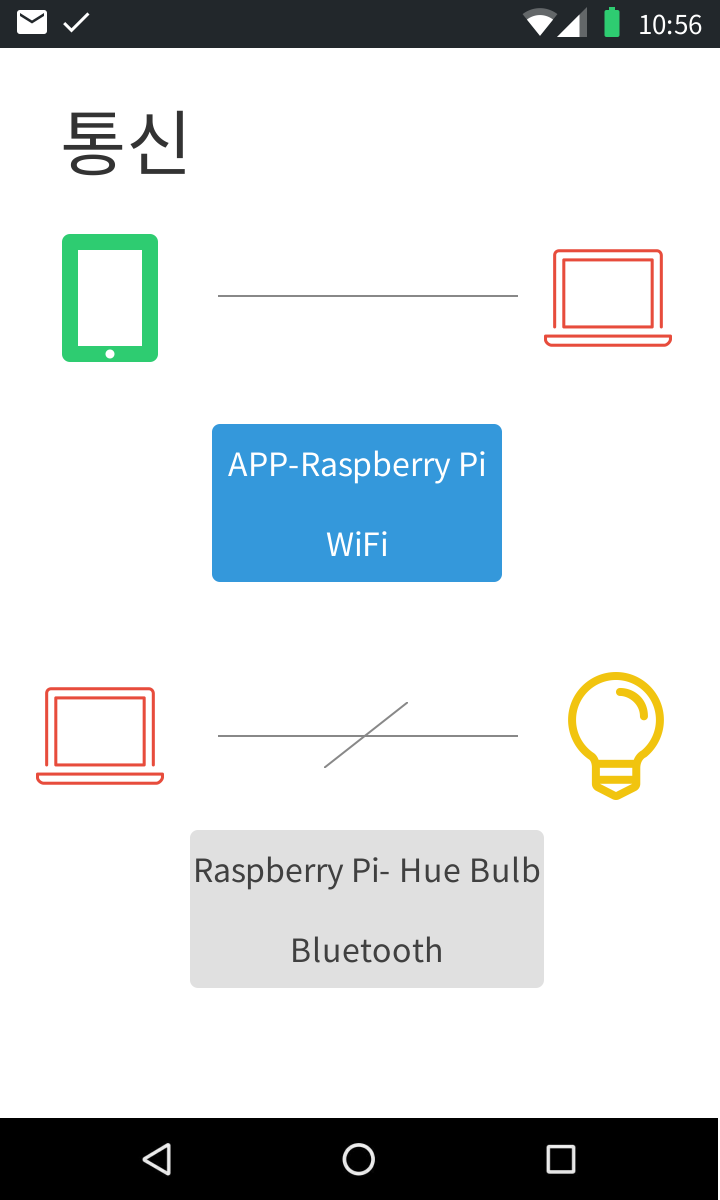 10:56
통신
APP-Raspberry Pi
WiFi
Raspberry Pi- Hue Bulb
Bluetooth